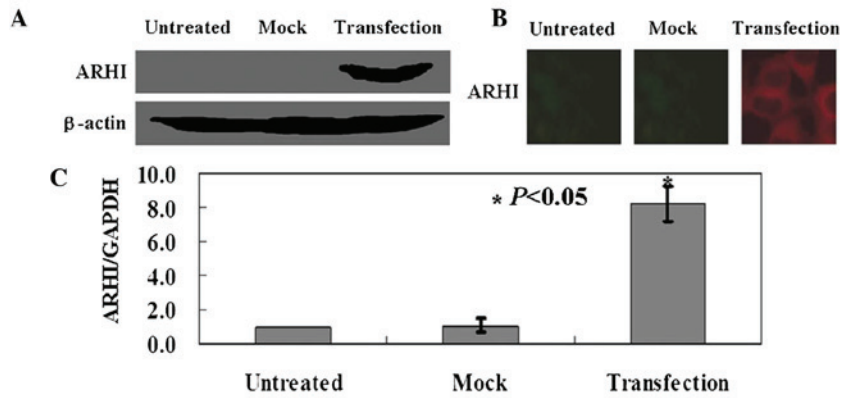 A
Untreated Mock Transfection
ARHI
β-actin
B
Untreated Mock Transfection
ARHI
C
ARHI/GAPDH
10.0
8.0
6.0
4.0
2.0
0.0
* P<0.05
*
Untreated Mock Transfection